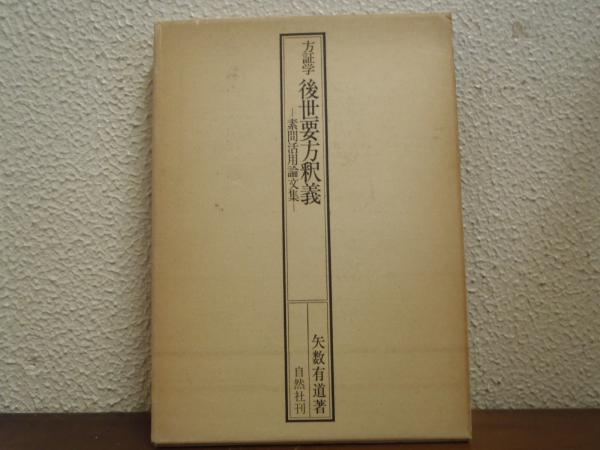 方証学 後世要方釈義
―素問活用論文集―
矢数有道著
自然社刊